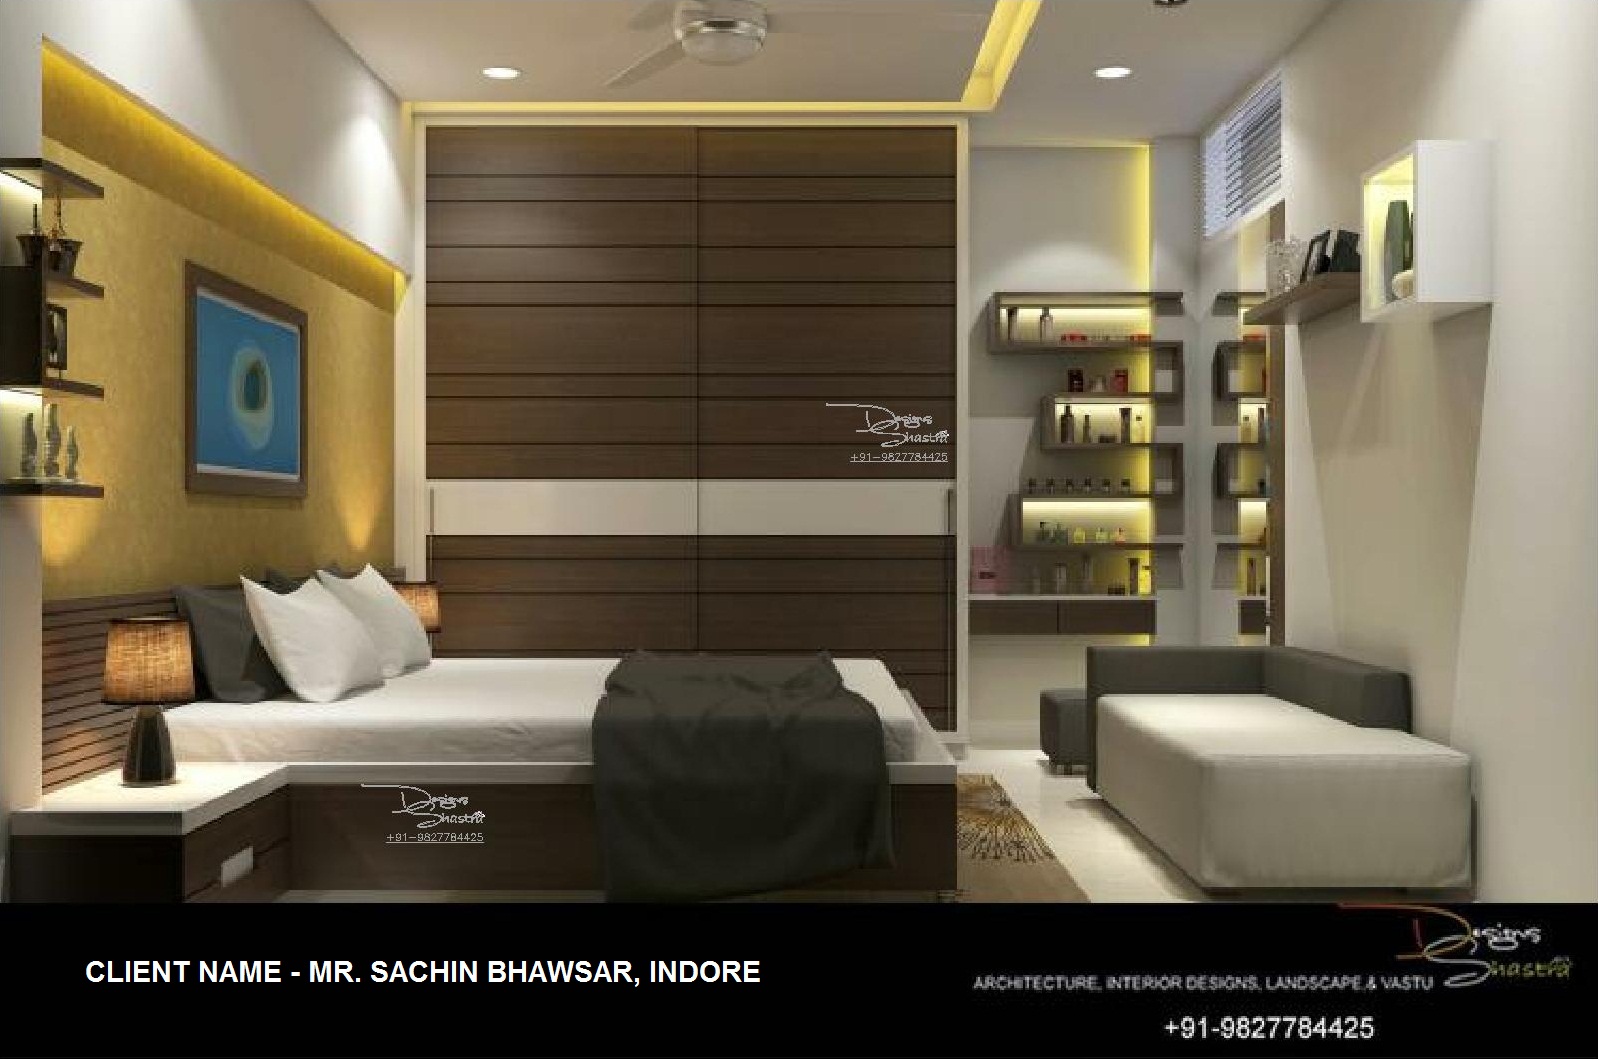 Designs
Shastra
+91-9827784425
Designs
Shastra
+91-9827784425
CLIENT NAME - MR. SACHIN BHAWSAR, INDORE
Designs
Shastra
ARCHITECTURE, INTERIOR DESIGNS, LANDSCAPE,& VASTU
+91-9827784425